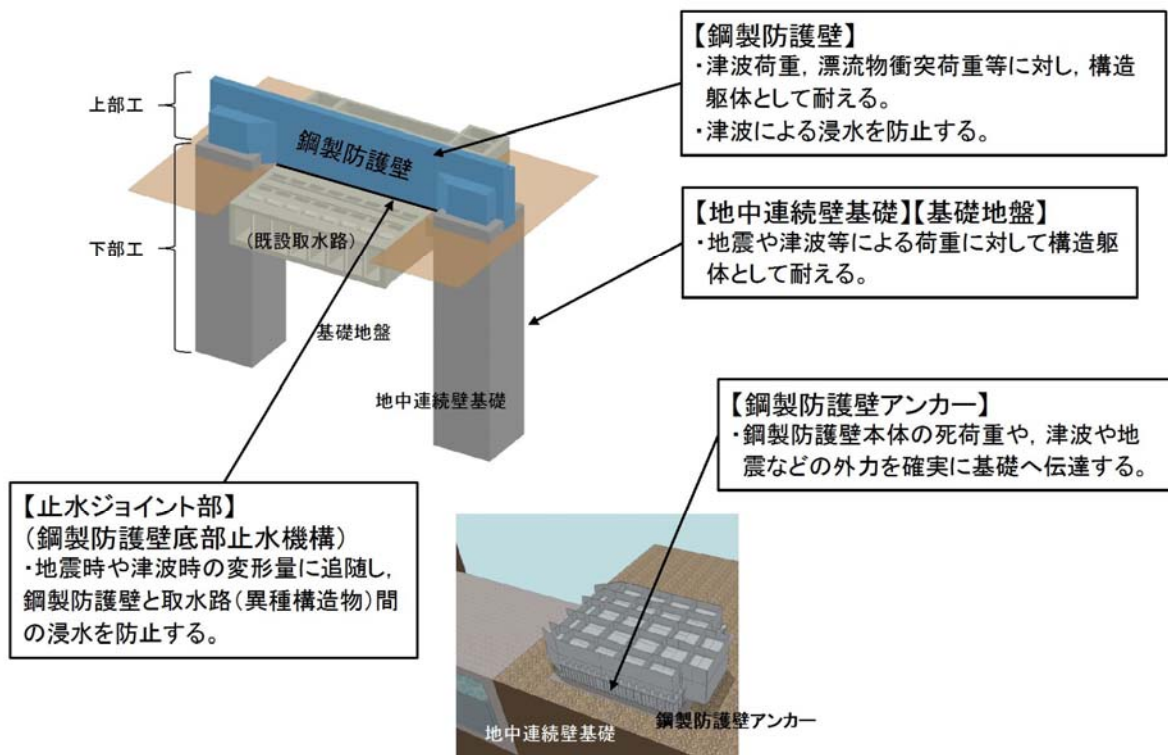 【鋼製防護壁】
・津波荷重，漂流物衝突荷重等に対し，構造
躯体として耐える。
・津波による浸水を防止する。
上部工
鋼製防護壁
【地中連続壁基礎】【基礎地盤】
・地震や津波等による荷重に対して構造躯
体として耐える。
(既設取水路)
下部工
基礎地盤
地中連続壁基礎
【鋼製防護壁アンカー】
・鋼製防護壁本体の死荷重や，津波や地
震などの外力を確実に基礎へ伝達する。
【止水ジョイント部】
(鋼製防護壁底部止水機構)
・地震時や津波時の変形量に追随し，
鋼製防護壁と取水路(異種構造物)間
の浸水を防止する。
鋼製防護壁アンカー
地中連続壁基礎